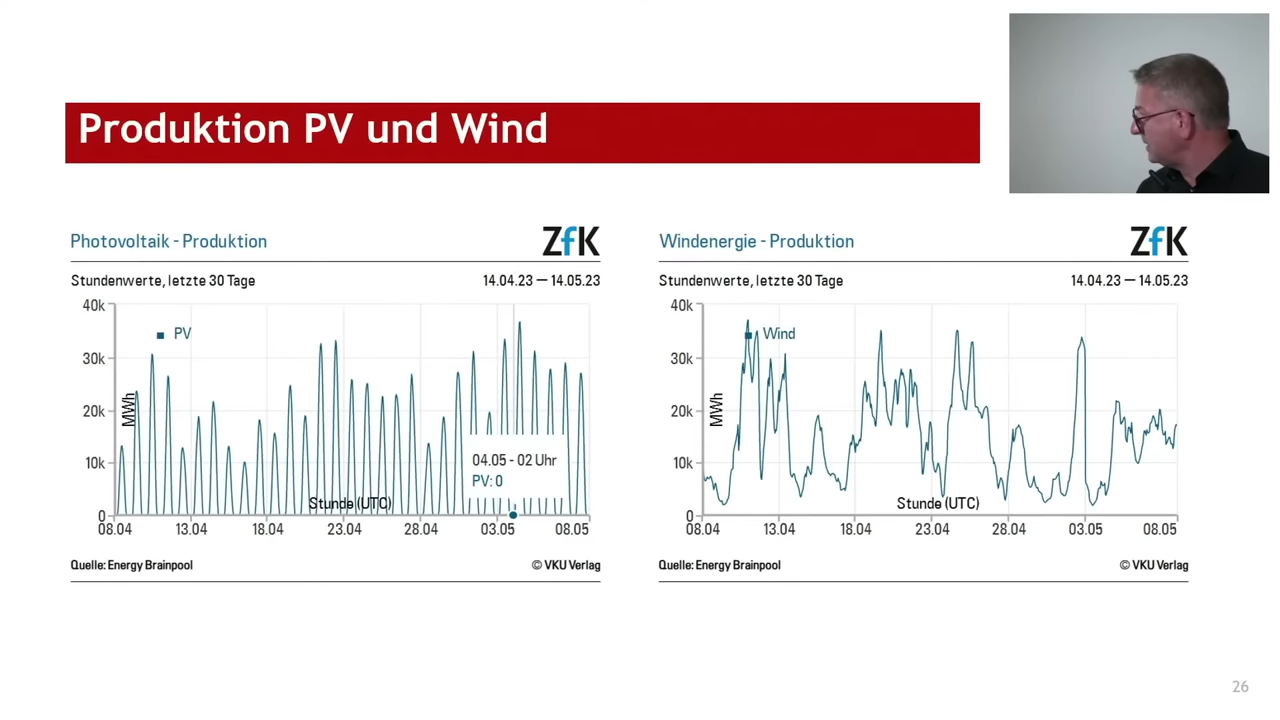 Produktion PV und Wind
Photovoltaik - Produktion
ZfK
Stundenwerte, letzte 30 Tage
14.04.23 — 14.05.23
40k
30k
20k
10k
0
MWh
PV
04.05 - 02 Uhr
PV: 0
Stunde (UTC)
08.04
13.04
18.04
23.04
28.04
03.05
08.05
Quelle: Energy Brainpool
© VKU Verlag
Windenergie - Produktion
ZfK
Stundenwerte, letzte 30 Tage
14.04.23 — 14.05.23
40k
30k
20k
10k
0
MWh
Wind
Stunde (UTC)
08.04
13.04
18.04
23.04
28.04
03.05
08.05
Quelle: Energy Brainpool
© VKU Verlag
26